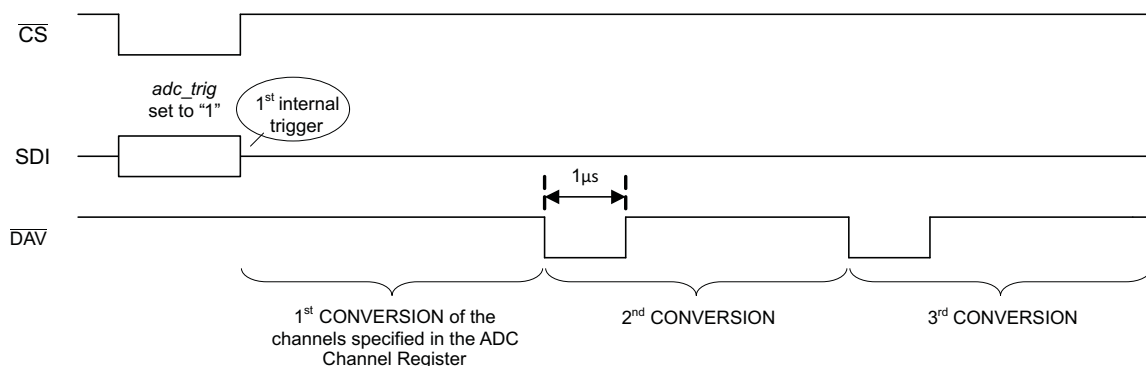 CS
adc_trig
set to “1”
1st internal
trigger
SDI
1µs
DAV
1st CONVERSION of the
channels specified in the ADC
Channel Register
2nd CONVERSION
3rd CONVERSION